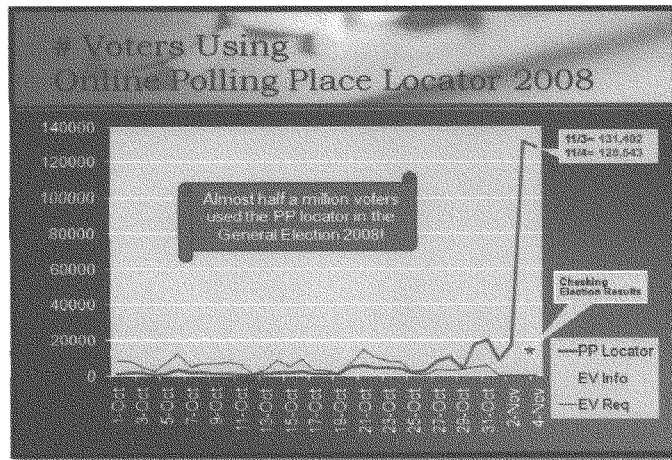 # Voters Using
Online Polling Place Locator 2008
140000
120000
100000
80000
60000
40000
20000
0
Almost half a million voters
used the PP locator in the
General Election 2008!
11/3= 131,402
Checking
Election Results
*
PP Locator
EV Info
EV Req
1-Oct
3-Oct
5-Oct
7-Oct
9-Oct
11-Oct
13-Oct
15-Oct
17-Oct
19-Oct
21-Oct
23-Oct
25-Oct
27-Oct
29-Oct
31-Oct
2-Nov
4-Nov